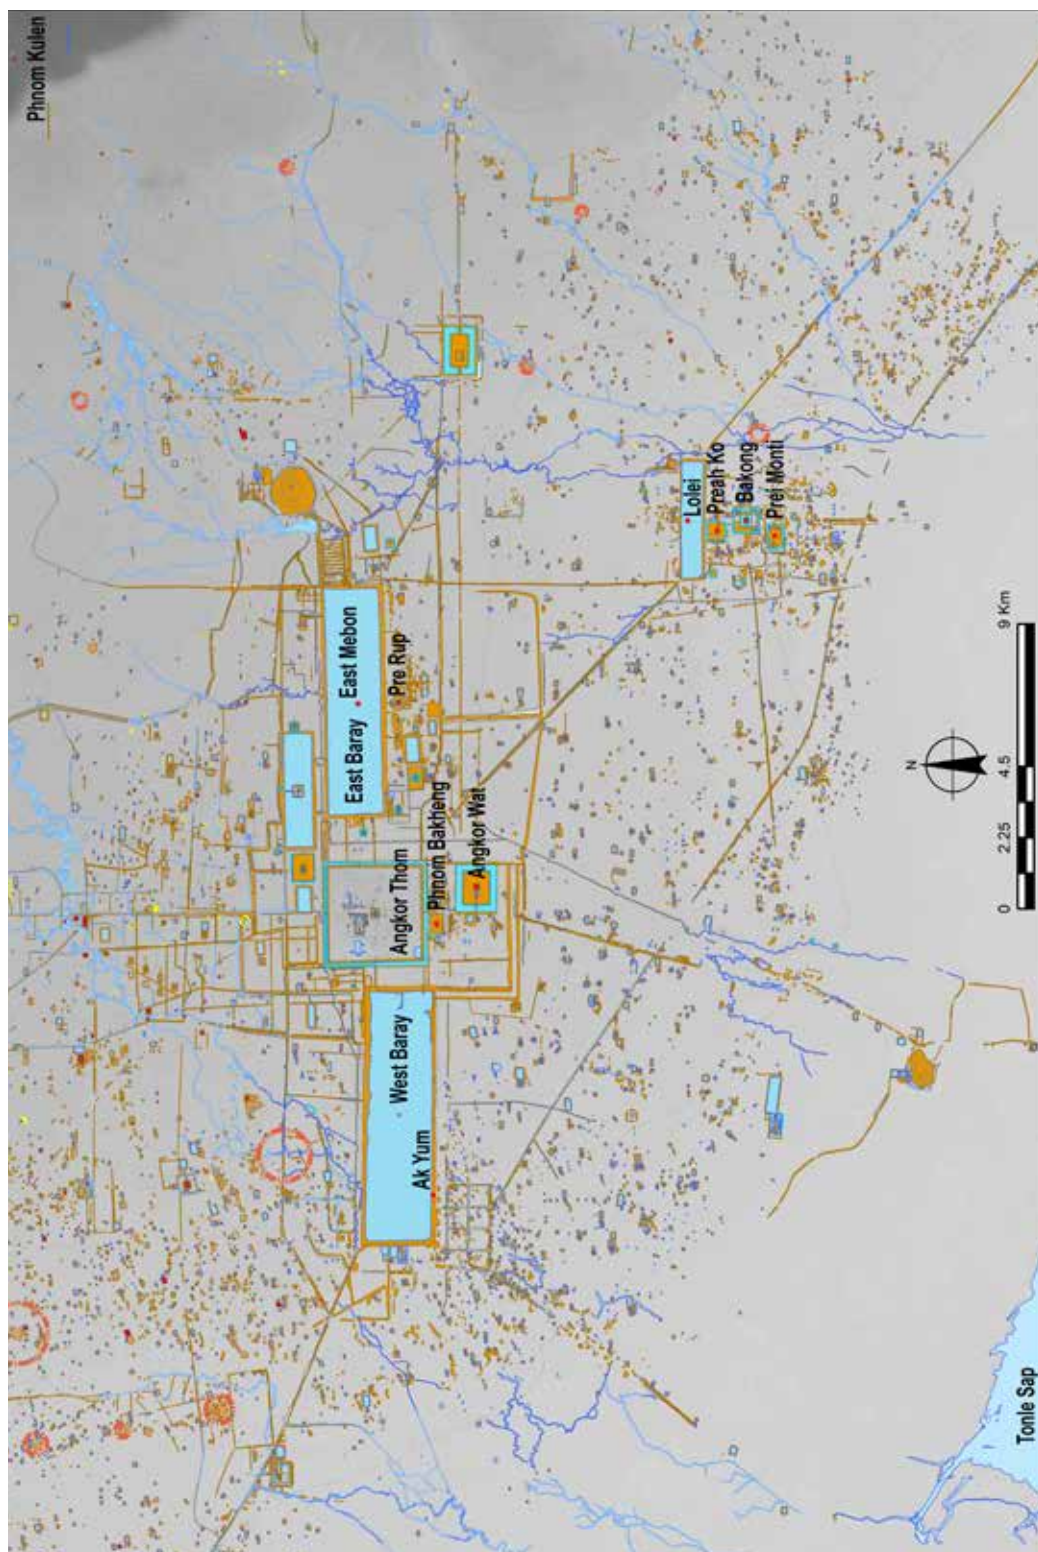 Phnom Kulen
East Mebon
East Baray
Pre Rup
Phnom Bakheng
Angkor Wat
Angkor Thom
West Baray
Ak Yum
Lolei
Preah Ko
Bakong
Prei Monti
N
0 2.25 4.5 9 Km
Tonle Sap